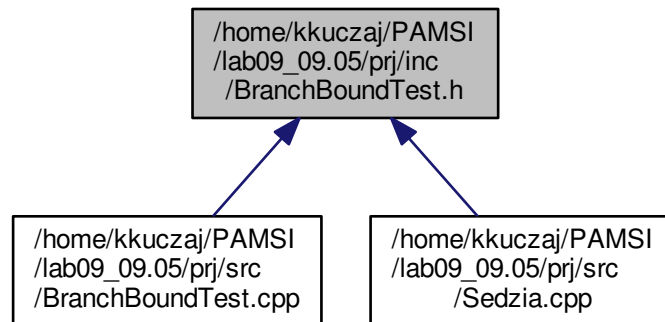 /home/kkuczaj/PAMSI
/lab09_09.05/prj/inc
/BranchBoundTest.h
/home/kkuczaj/PAMSI
/lab09_09.05/prj/src
/BranchBoundTest.cpp
/home/kkuczaj/PAMSI
/lab09_09.05/prj/src
/Sedzia.cpp